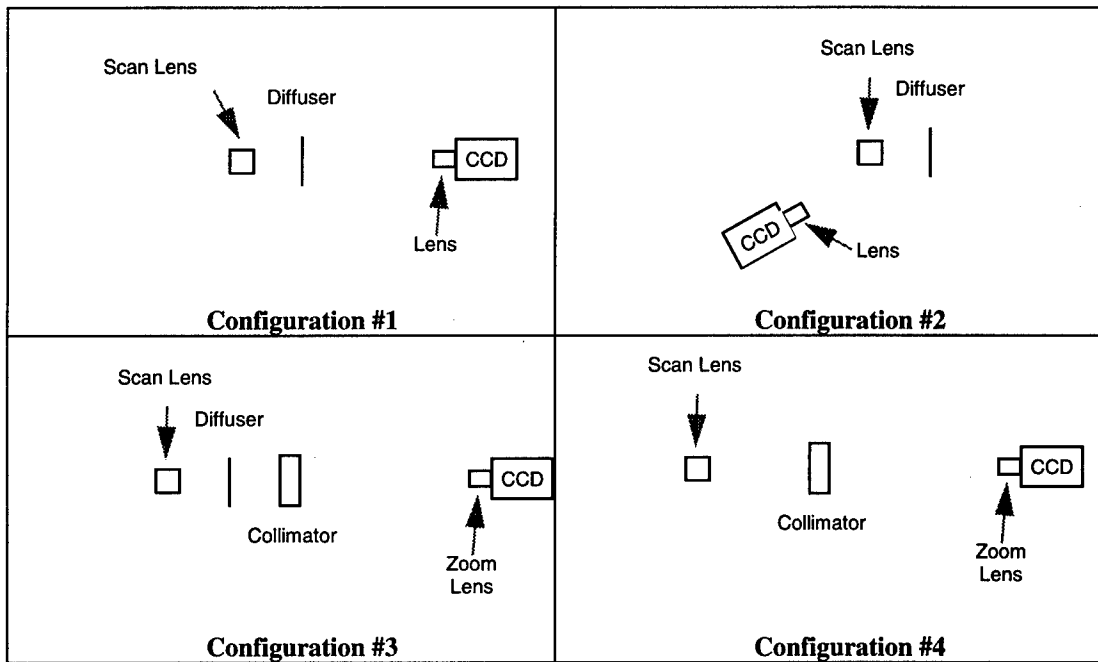 Scan Lens
Diffuser
CCD
Lens
Configuration #1
Scan Lens
Diffuser
CCD
Lens
Configuration #2
Scan Lens
Diffuser
CCD
Collimator
Zoom
Lens
Configuration #3
Scan Lens
CCD
Collimator
Zoom
Lens
Configuration #4